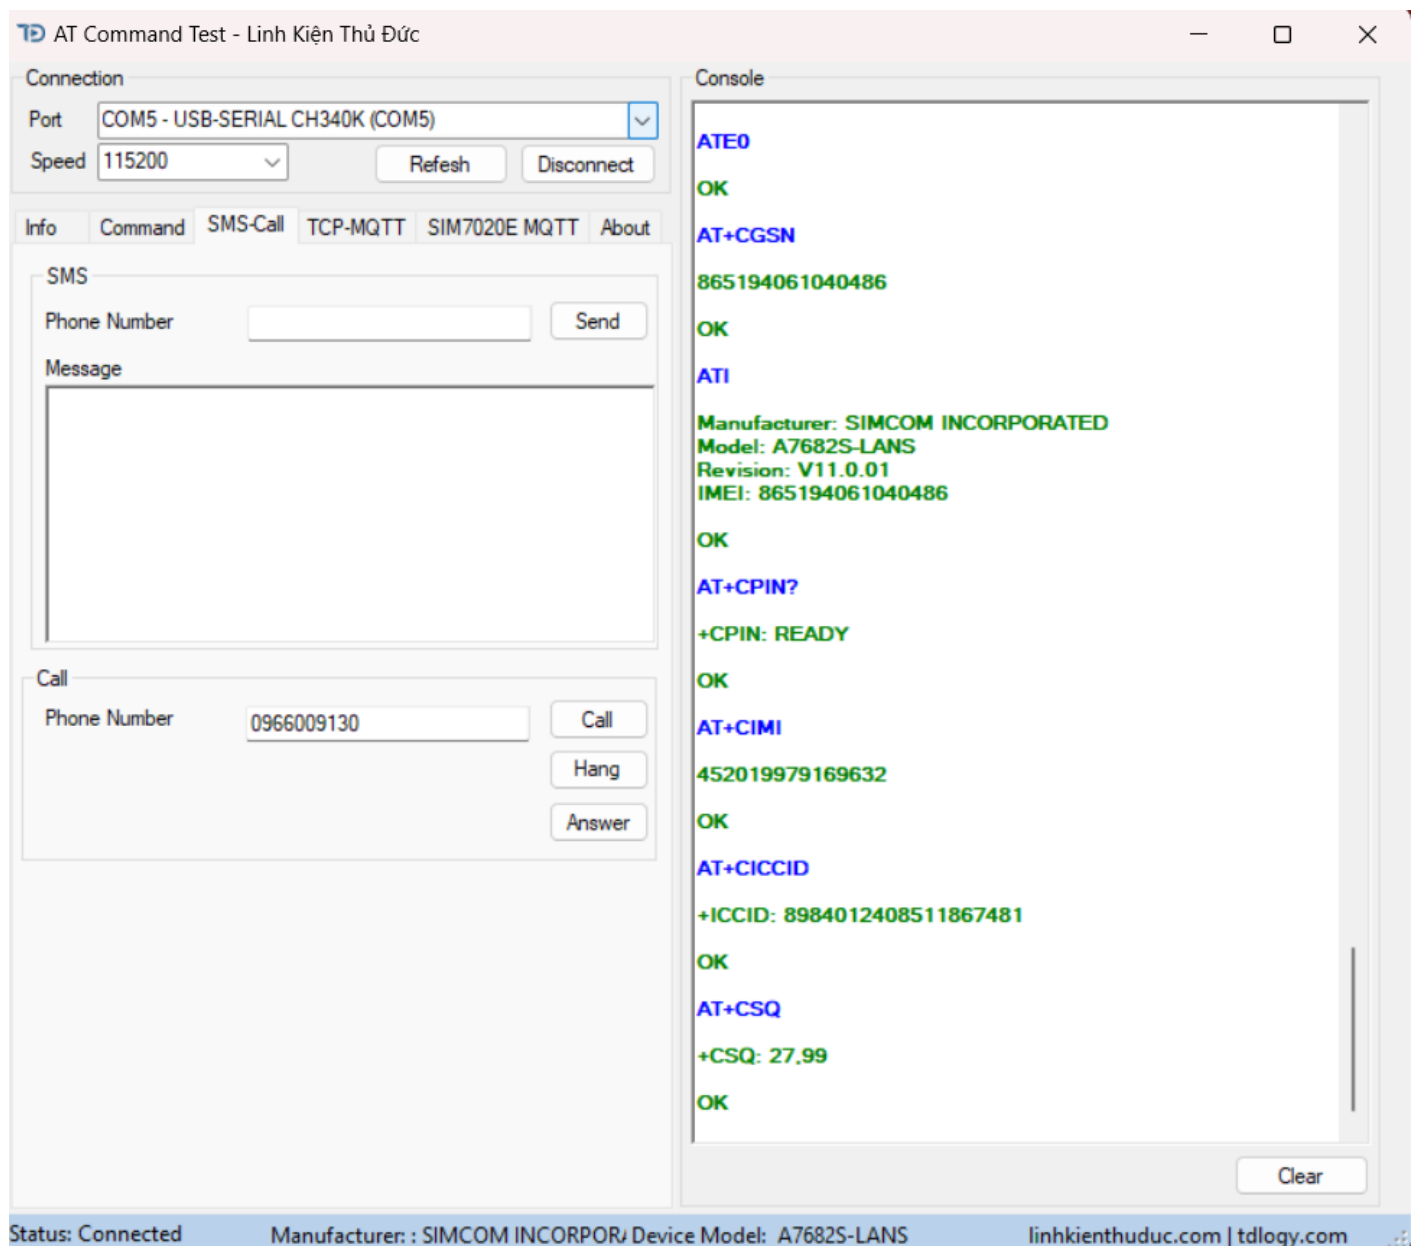 TD AT Command Test - Linh Kiện Thủ Đức
Connection
Port COM5 - USB-SERIAL CH340K (COM5)
Speed 115200 Refesh Disconnect
Info Command SMS-Call TCP-MQTT SIM7020E MQTT About
SMS
Phone Number Send
Message
Call
Phone Number 0966009130 Call
Hang
Answer
Console
ATE0
OK
AT+CGSN
865194061040486
OK
ATI
Manufacturer: SIMCOM INCORPORATED
Model: A7682S-LANS
Revision: V11.0.01
IMEI: 865194061040486
OK
AT+CPIN?
+CPIN: READY
OK
AT+CIMI
452019979169632
OK
AT+CICCID
+ICCID: 8984012408511867481
OK
AT+CSQ
+CSQ: 27,99
OK
Clear
Status: Connected Manufacturer: : SIMCOM INCORPOR Device Model: A7682S-LANS linhkienthuduc.com | tdlogy.com